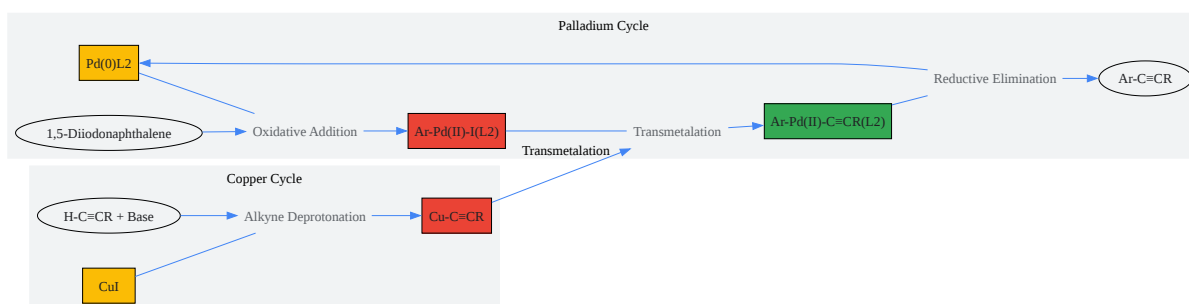 Palladium Cycle
Pd(0)L2
Reductive Elimination
Ar-C≡CR
1,5-Diiodonaphthalene
Oxidative Addition
Ar-Pd(II)-I(L2)
Transmetalation
Ar-Pd(II)-C≡CR(L2)
Transmetalation
Copper Cycle
H-C≡CR + Base
Alkyne Deprotonation
Cu-C≡CR
CuI